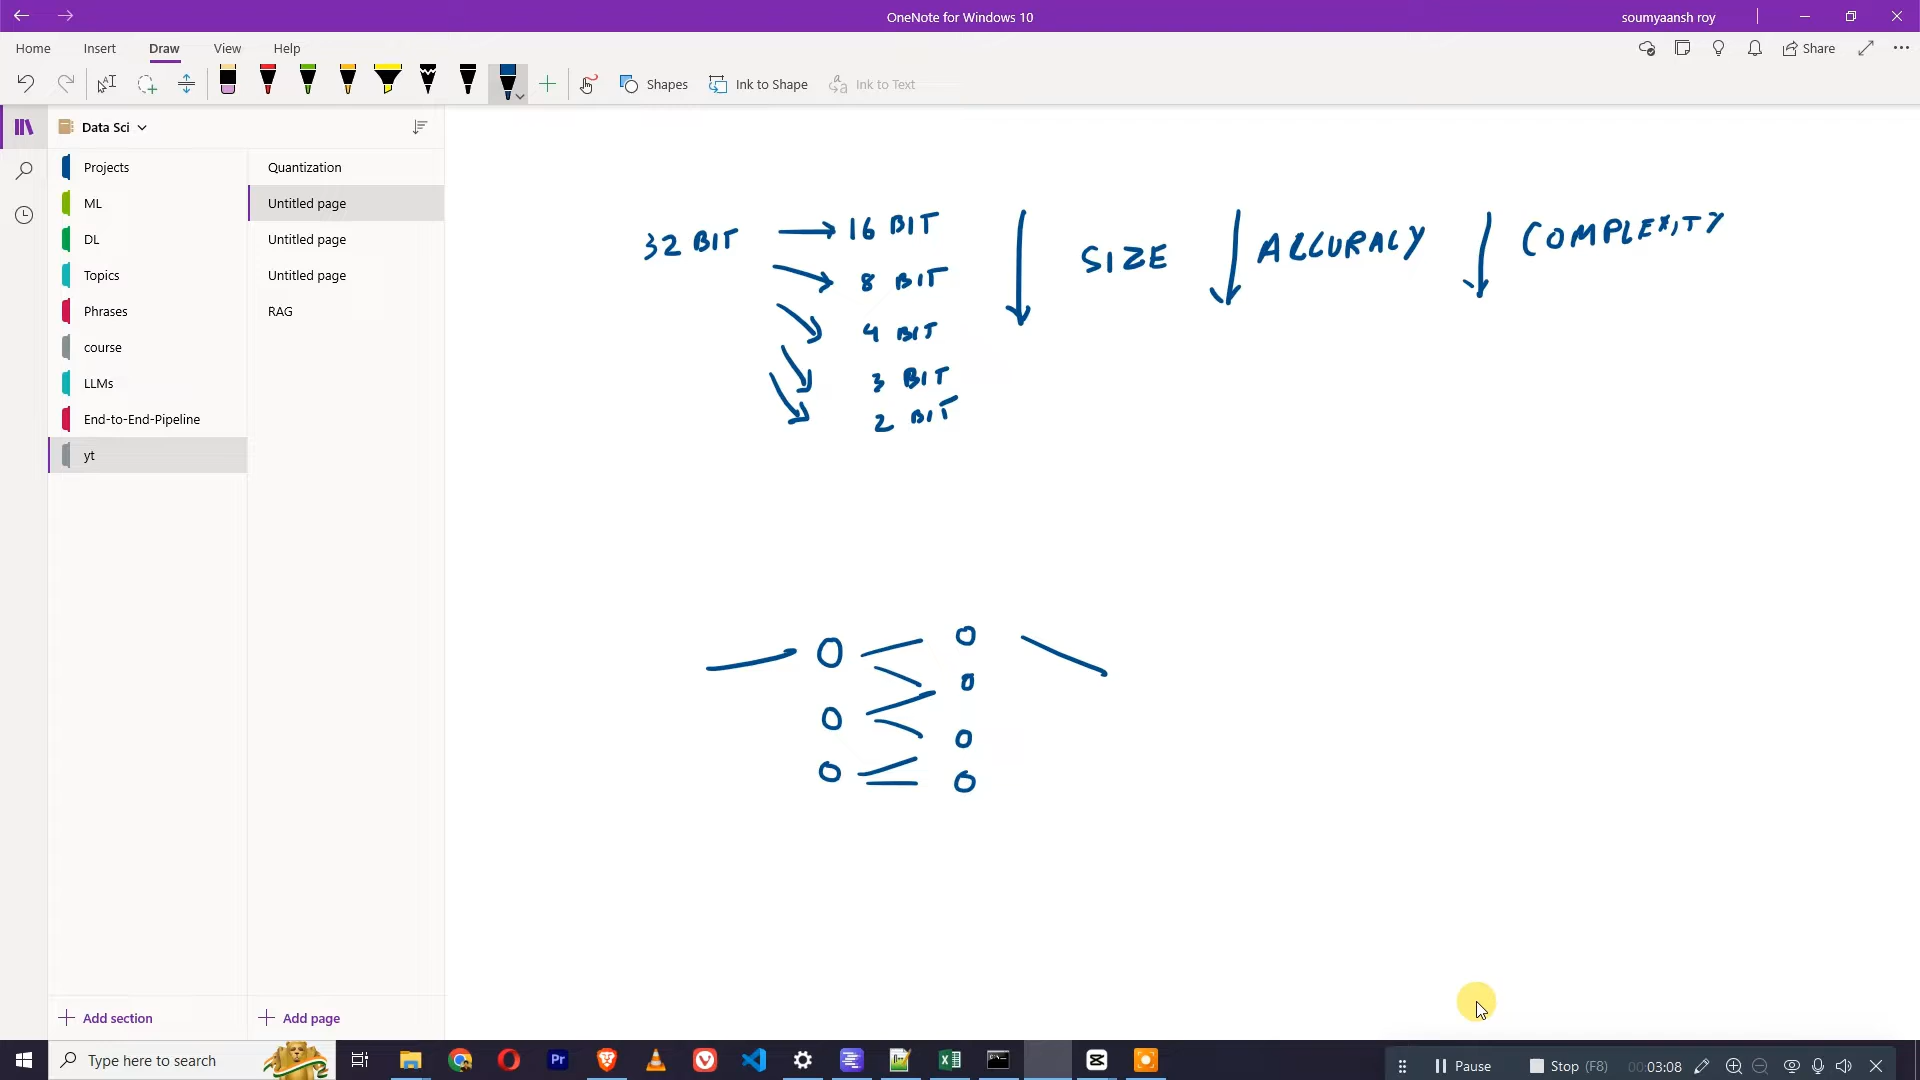 OneNote for Windows 10
soumyaansh roy
Home Insert Draw View Help
Share
Shapes Ink to Shape Ink to Text
Data Sci
Projects
ML
DL
Topics
Phrases
course
LLMs
End-to-End-Pipeline
yt
Add section
Quantization
Untitled page
Untitled page
Untitled page
RAG
Add page
32 BIT → 16 BIT ↓ SIZE ↓ ACCURACY ↓ COMPLEXITY
8 BIT
4 BIT
3 BIT
2 BIT
Type here to search
Pr
Pause Stop (F8) 00:03:08